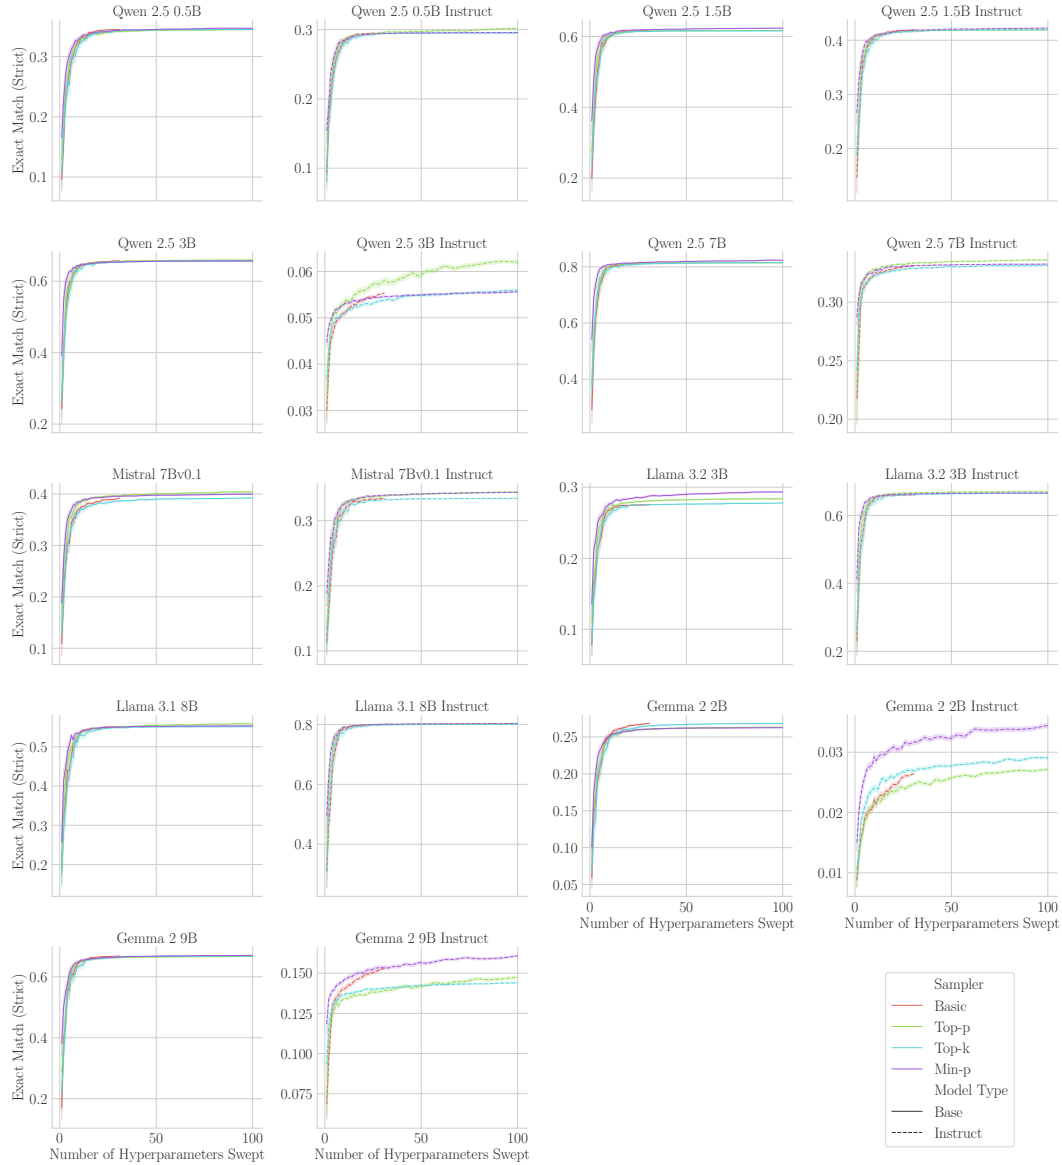 Qwen 2.5 0.5B
Qwen 2.5 0.5B Instruct
Qwen 2.5 1.5B
Qwen 2.5 1.5B Instruct
Exact Match (Strict)
0.3
0.2
0.1
0.3
0.2
0.1
0.6
0.4
0.2
0.4
0.3
0.2
Qwen 2.5 3B
Qwen 2.5 3B Instruct
Qwen 2.5 7B
Qwen 2.5 7B Instruct
Exact Match (Strict)
0.6
0.4
0.2
0.06
0.05
0.04
0.03
0.8
0.6
0.4
0.30
0.25
0.20
Mistral 7Bv0.1
Mistral 7Bv0.1 Instruct
Llama 3.2 3B
Llama 3.2 3B Instruct
Exact Match (Strict)
0.4
0.3
0.2
0.1
0.3
0.2
0.1
0.3
0.2
0.1
0.6
0.4
0.2
Llama 3.1 8B
Llama 3.1 8B Instruct
Gemma 2 2B
Gemma 2 2B Instruct
Exact Match (Strict)
0.5
0.4
0.3
0.2
0.8
0.6
0.4
0.25
0.20
0.15
0.10
0.05
0.03
0.02
0.01
0
50
100
0
50
100
Number of Hyperparameters Swept
Number of Hyperparameters Swept
Gemma 2 9B
Gemma 2 9B Instruct
Exact Match (Strict)
0.6
0.4
0.2
0.150
0.125
0.100
0.075
0
50
100
0
50
100
Number of Hyperparameters Swept
Number of Hyperparameters Swept
Sampler
Basic
Top-p
Top-k
Min-p
Model Type
Base
Instruct